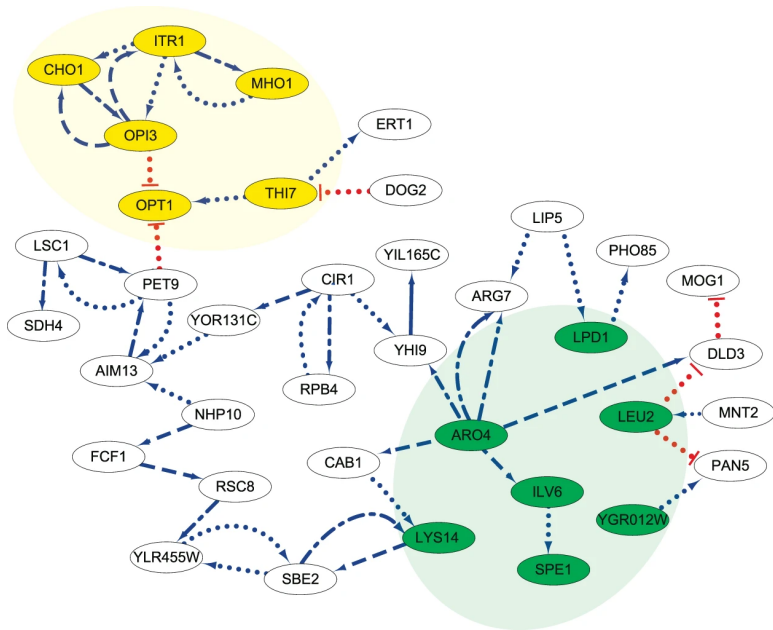 ITR1
CHO1
MHO1
ERT1
OPI3
DOG2
THI7
OPT1
LIP5
LSC1
YIL165C
PHO85
CIR1
MOG1
PET9
ARG7
SDH4
YOR131C
LPD1
YHI9
DLD3
AIM13
RPB4
NHP10
LEU2
MNT2
ARO4
FCF1
CAB1
PAN5
RSC8
ILV6
YGR012W
LYS14
YLR455W
SPE1
SBE2